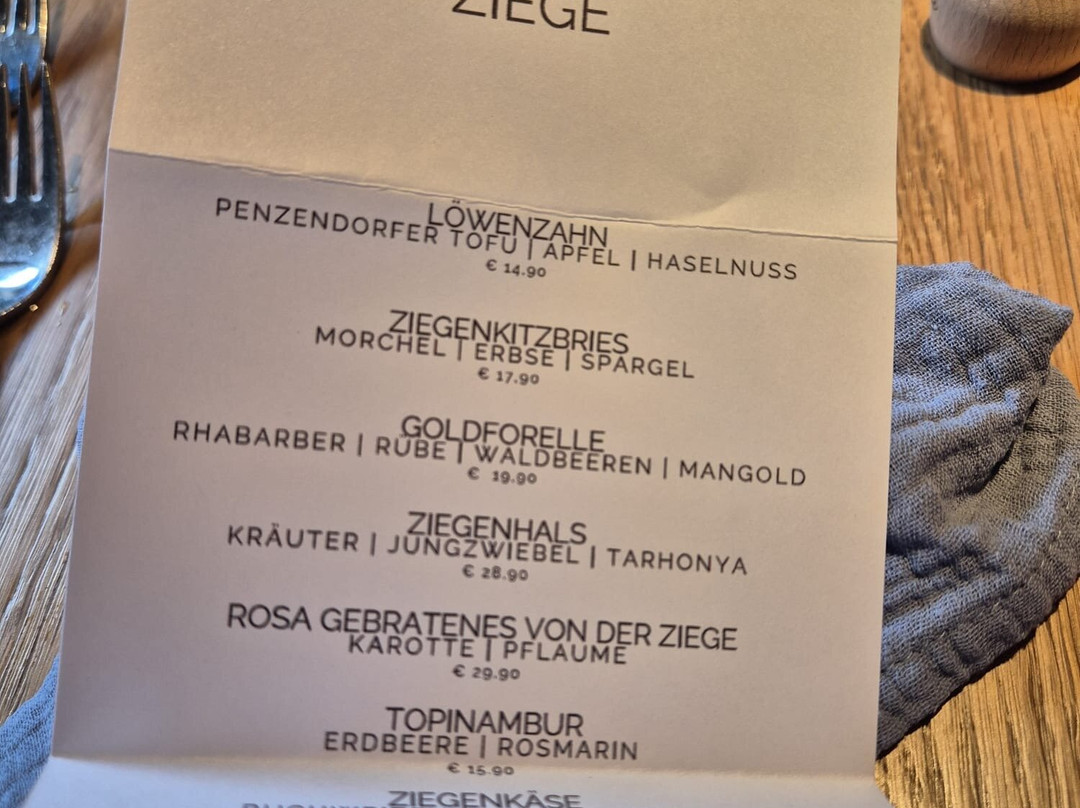 ZIEGE
LÖWENZAHN
PENZENDORFER TOFU | APFEL | HASELNUSS
€ 14.90
ZIEGENKITZBRIES
MORCHEL | ERBSE | SPARGEL
€ 17.90
GOLDFORELLE
RHABARBER | RÜBE | WALDBEEREN | MANGOLD
€ 19.90
ZIEGENHALS
KRÄUTER | JUNGZWIEBEL | TARHONYA
€ 28.90
ROSA GEBRATENES VON DER ZIEGE
KAROTTE | PFLAUME
€ 29.90
TOPINAMBUR
ERDBEERE | ROSMARIN
€ 15.90
ZIEGENKÄSE